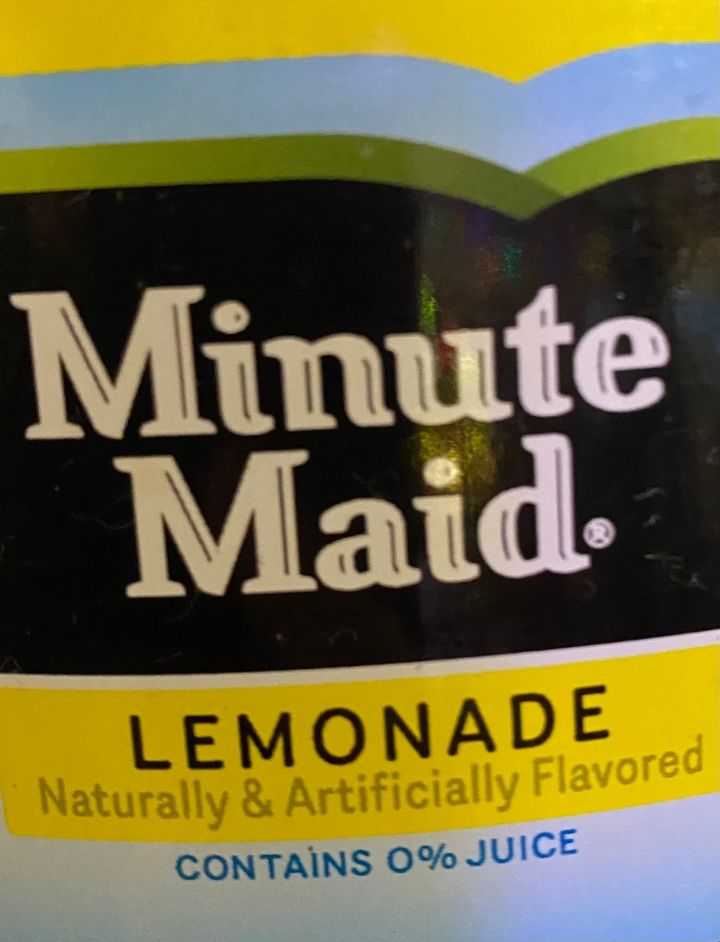 Minute
Maid®
LEMONADE
Naturally & Artificially Flavored
CONTAINS 0% JUICE